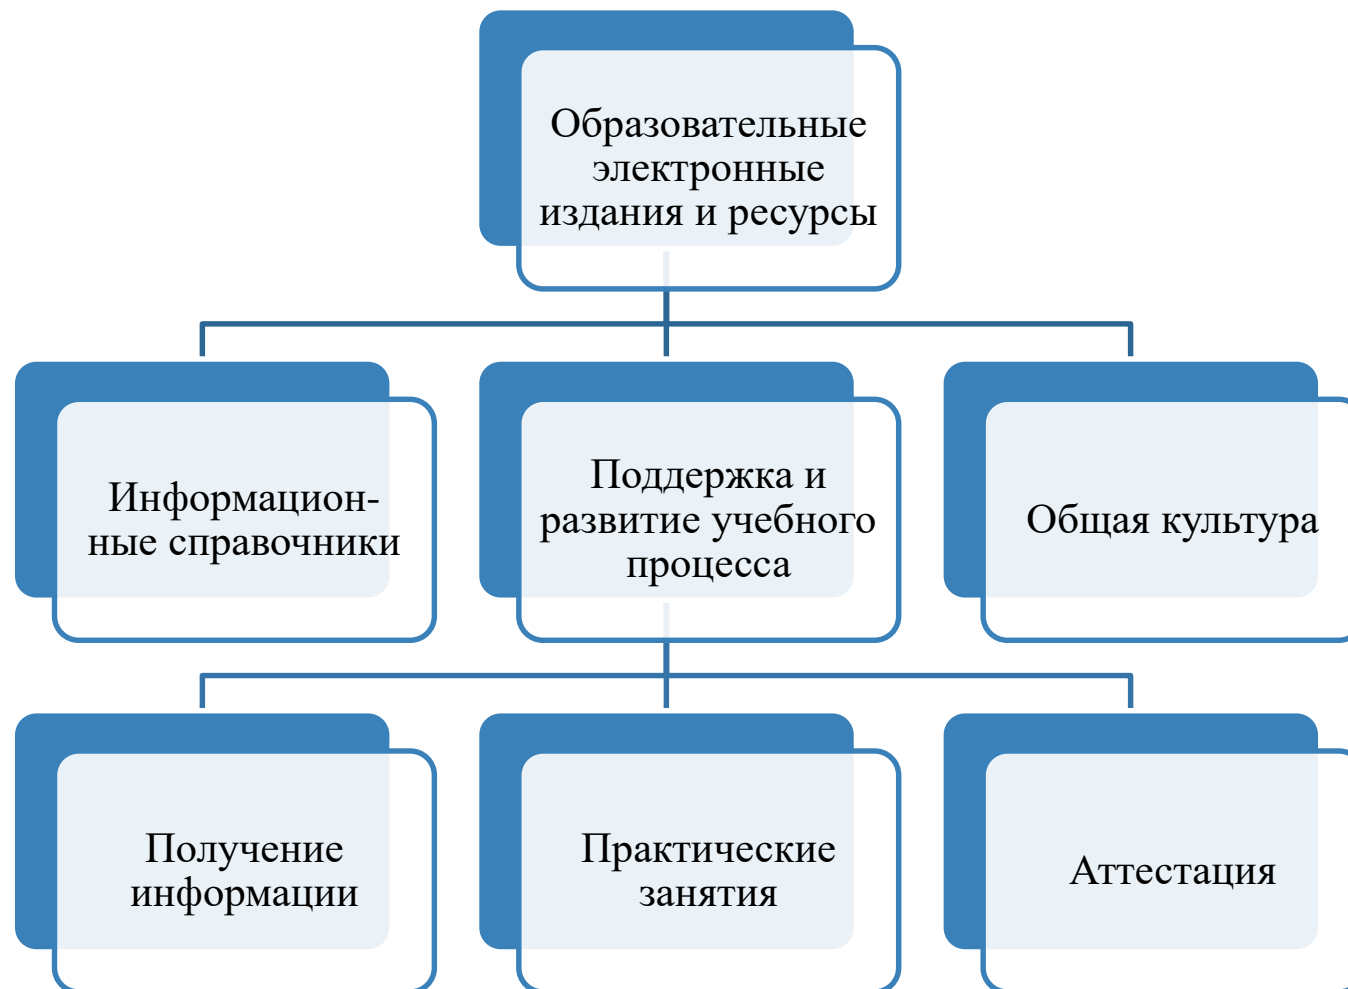 Образовательные
электронные
издания и ресурсы
Информацион-
ные справочники
Поддержка и
развитие учебного
процесса
Общая культура
Получение
информации
Практические
занятия
Аттестация